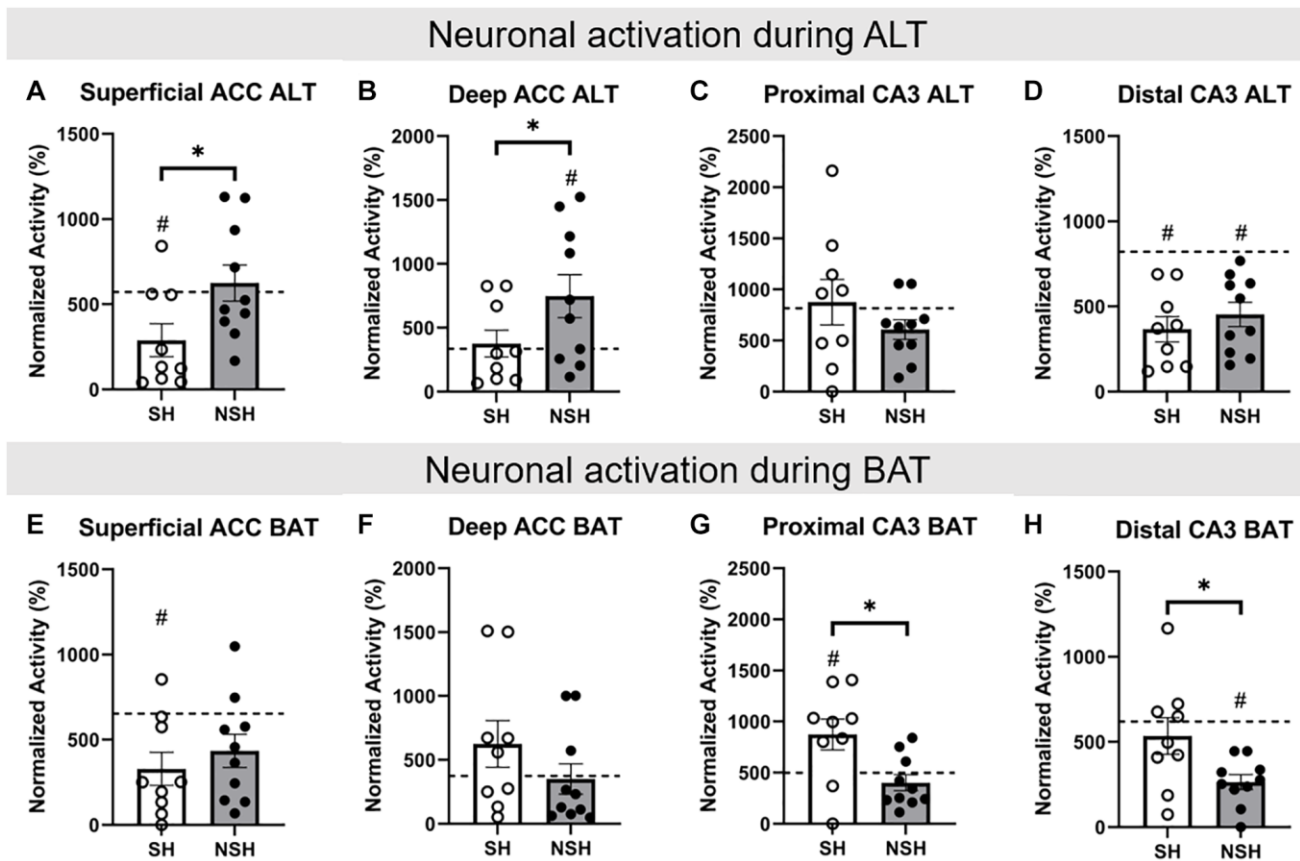 Neuronal activation during ALT
A Superficial ACC ALT
Normalized Activity (%)
1500
1000
500
0
#
*
SH NSH
B Deep ACC ALT
Normalized Activity (%)
2000
1500
1000
500
0
*
#
SH NSH
C Proximal CA3 ALT
Normalized Activity (%)
2500
2000
1500
1000
500
0
SH NSH
D Distal CA3 ALT
Normalized Activity (%)
1500
1000
500
0
# #
SH NSH
Neuronal activation during BAT
E Superficial ACC BAT
Normalized Activity (%)
1500
1000
500
0
#
SH NSH
F Deep ACC BAT
Normalized Activity (%)
2000
1500
1000
500
0
SH NSH
G Proximal CA3 BAT
Normalized Activity (%)
2500
2000
1500
1000
500
0
*
#
SH NSH
H Distal CA3 BAT
Normalized Activity (%)
1500
1000
500
0
*
#
SH NSH